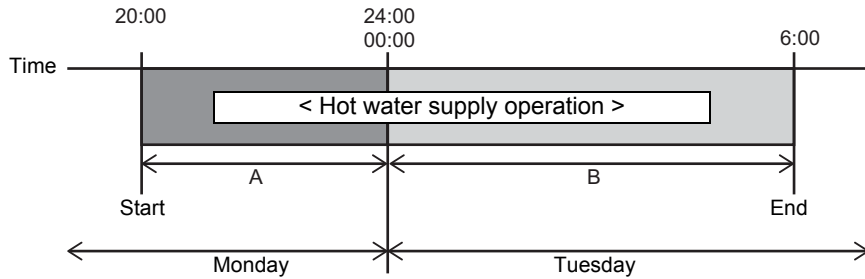 20:00
24:00
00:00
6:00
Time
< Hot water supply operation >
A
B
Start
End
Monday
Tuesday